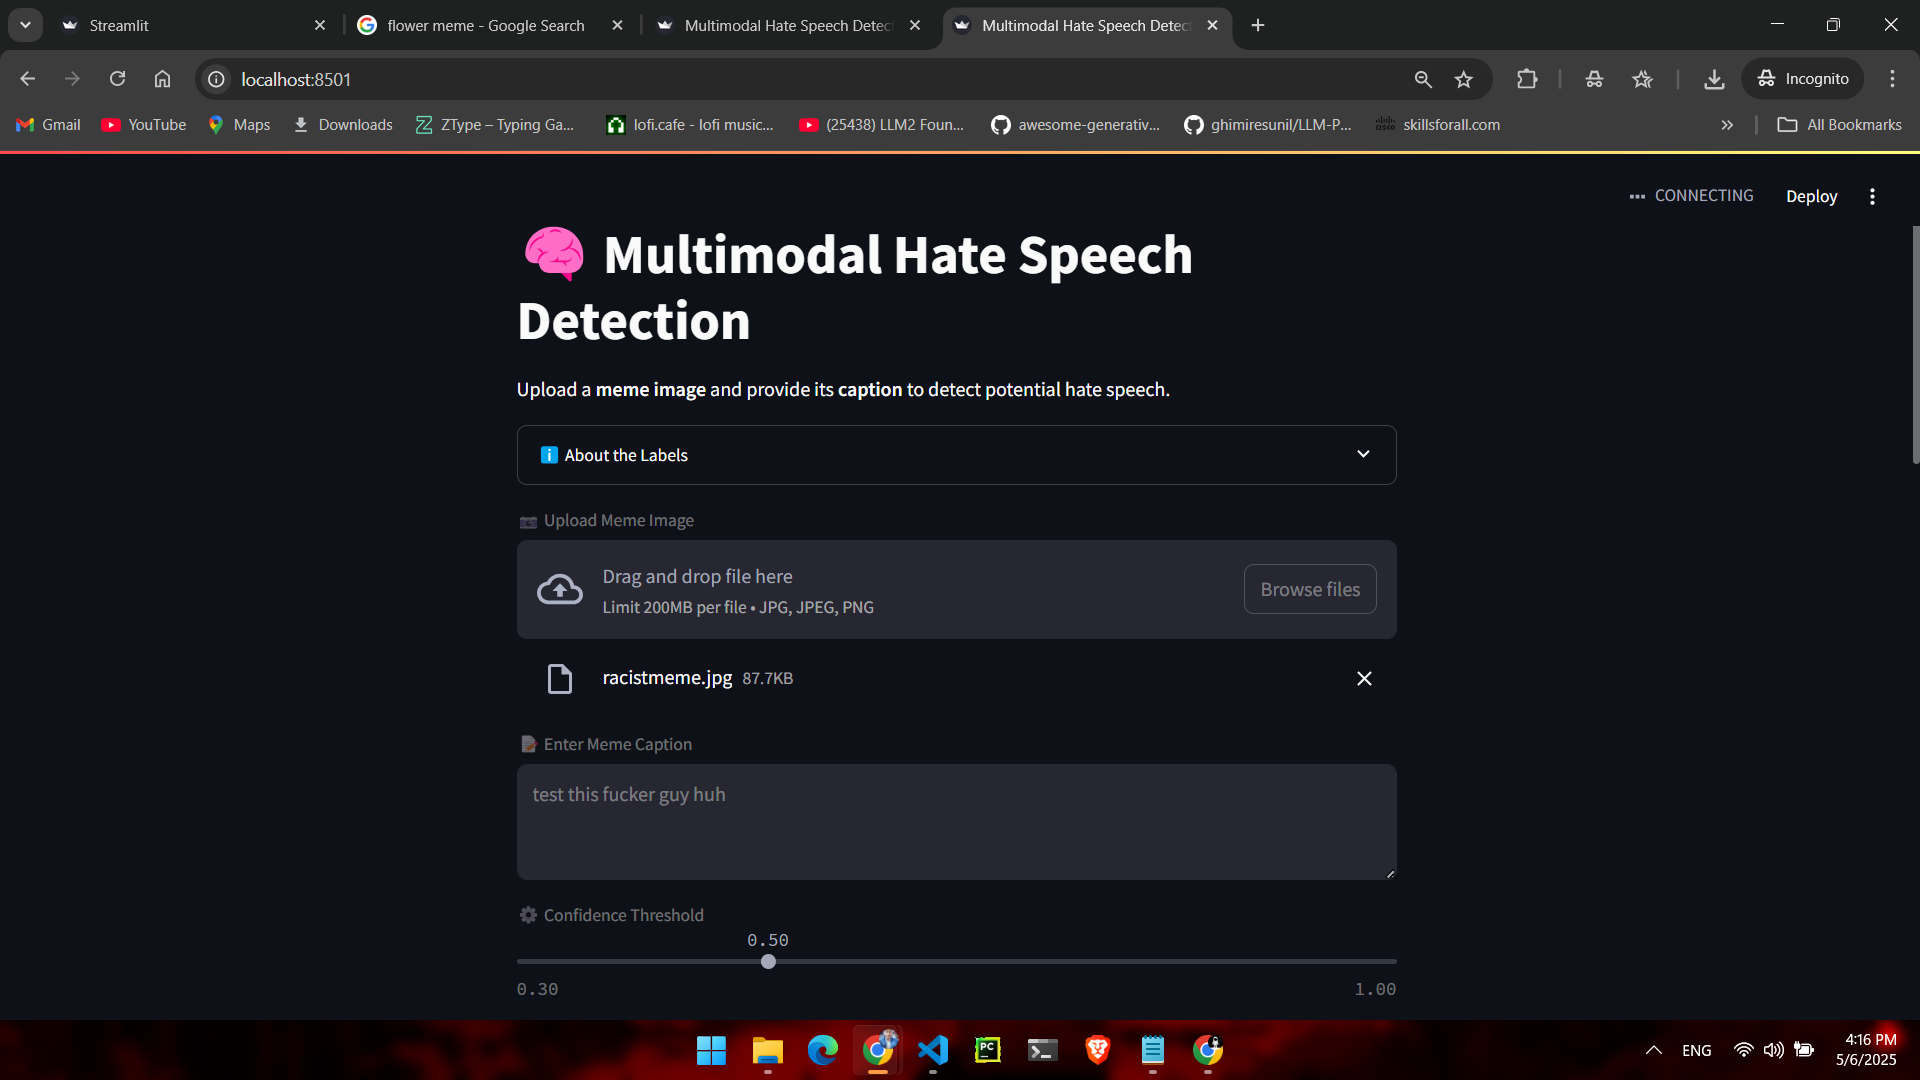 Streamlit
flower meme - Google Search
Multimodal Hate Speech Detec
Multimodal Hate Speech Detec
localhost:8501
Incognito
Gmail
YouTube
Maps
Downloads
ZType – Typing Ga...
lofi.cafe - lofi music...
(25438) LLM2 Foun...
awesome-generativ...
ghimiresunil/LLM-P...
skillsforall.com
All Bookmarks
CONNECTING
Deploy
Multimodal Hate Speech
Detection
Upload a meme image and provide its caption to detect potential hate speech.
About the Labels
Upload Meme Image
Drag and drop file here
Limit 200MB per file • JPG, JPEG, PNG
Browse files
racistmeme.jpg 87.7KB
Enter Meme Caption
test this fucker guy huh
Confidence Threshold
0.50
0.30
1.00
ENG
4:16 PM
5/6/2025